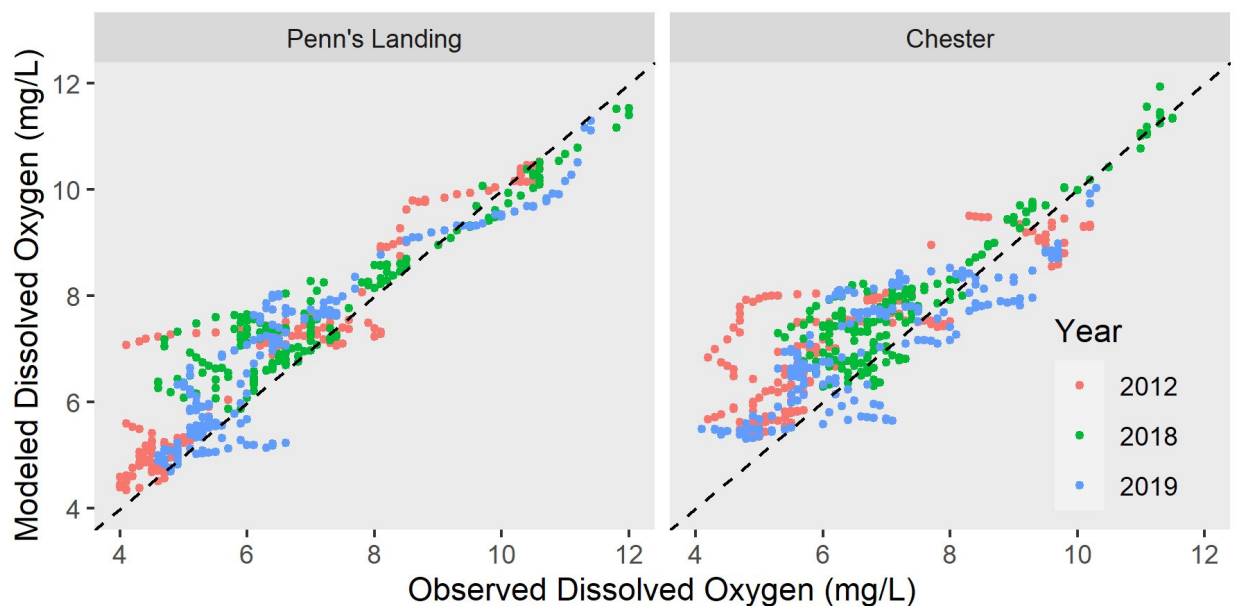 Penn's Landing
Chester
Modeled Dissolved Oxygen (mg/L)
12
10
8
6
4
Year
2012
2018
2019
4 6 8 10 12
4 6 8 10 12
Observed Dissolved Oxygen (mg/L)